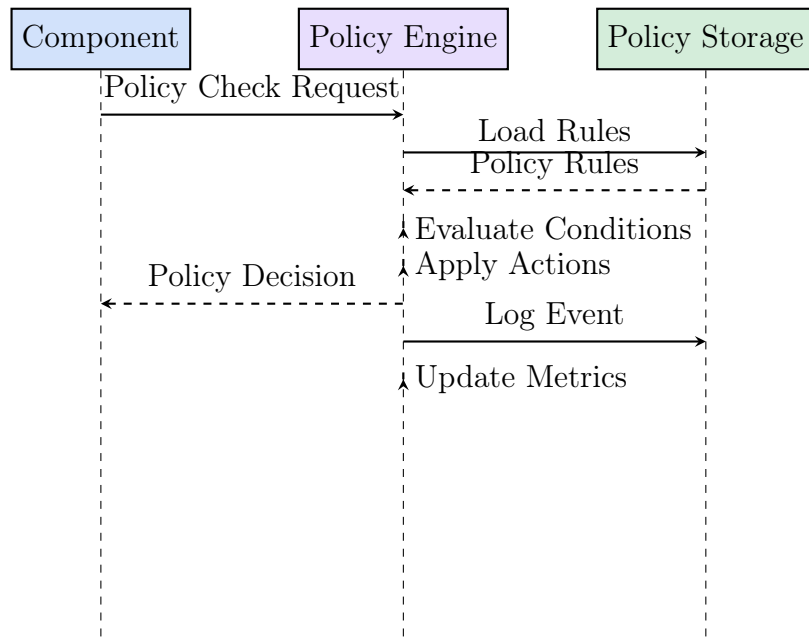 Component
Policy Engine
Policy Storage
Policy Check Request
Load Rules
Policy Rules
Evaluate Conditions
Apply Actions
Policy Decision
Log Event
Update Metrics